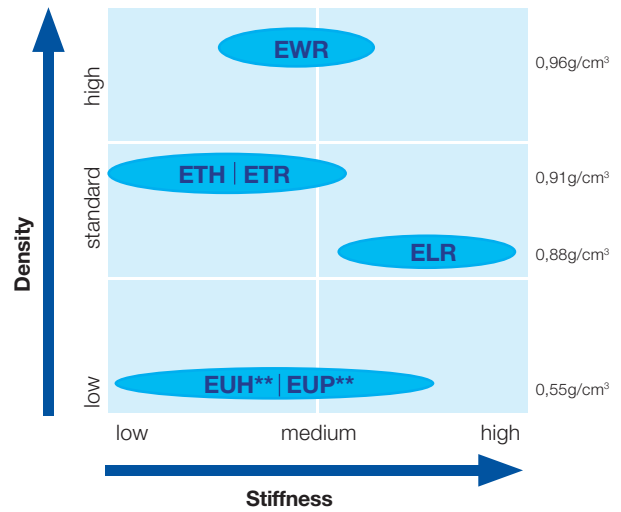 EWR
high
0,96g/cm³
ETH | ETR
0,91g/cm³
standard
Density
ELR
0,88g/cm³
EUH** | EUP**
low
0,55g/cm³
low medium high
Stiffness